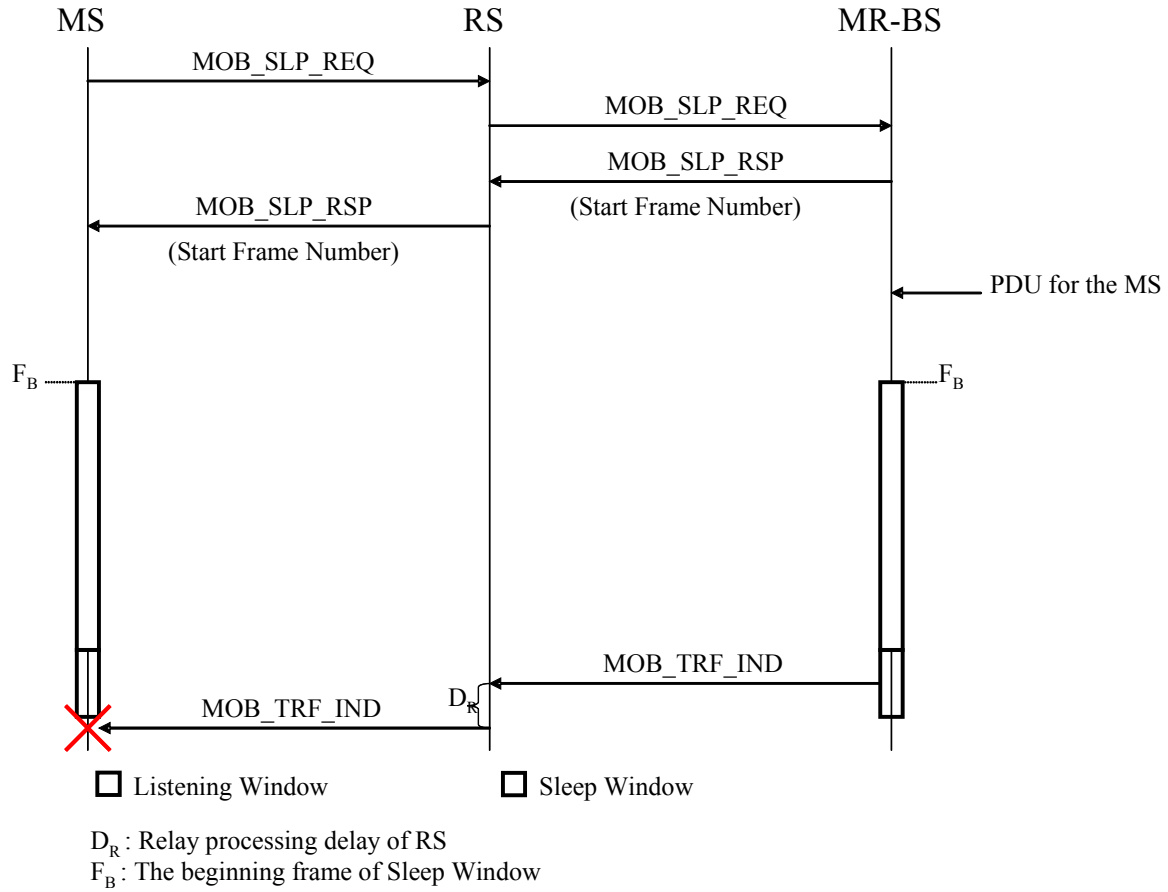 MS
RS
MR-BS
MOB_SLP_REQ
MOB_SLP_REQ
MOB_SLP_RSP
(Start Frame Number)
MOB_SLP_RSP
(Start Frame Number)
PDU for the MS
F_B
F_B
MOB_TRF_IND
D_R
MOB_TRF_IND
Listening Window
Sleep Window
D_R : Relay processing delay of RS
F_B : The beginning frame of Sleep Window